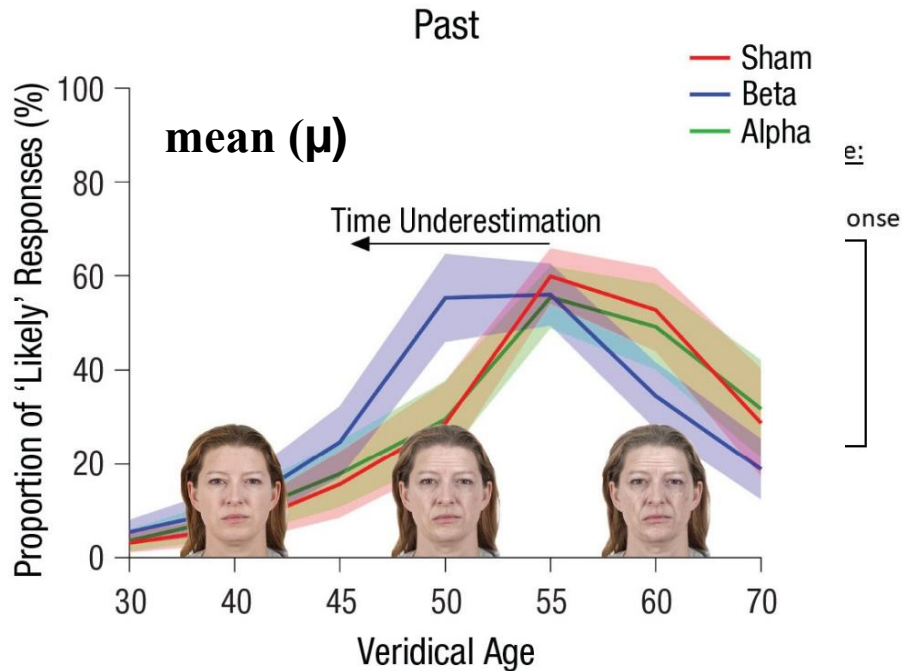 Past
Sham
Beta
Alpha
mean (μ)
e:
onse
Time Underestimation
Proportion of 'Likely' Responses (%)
100
80
60
40
20
0
30 40 45 50 55 60 70
Veridical Age